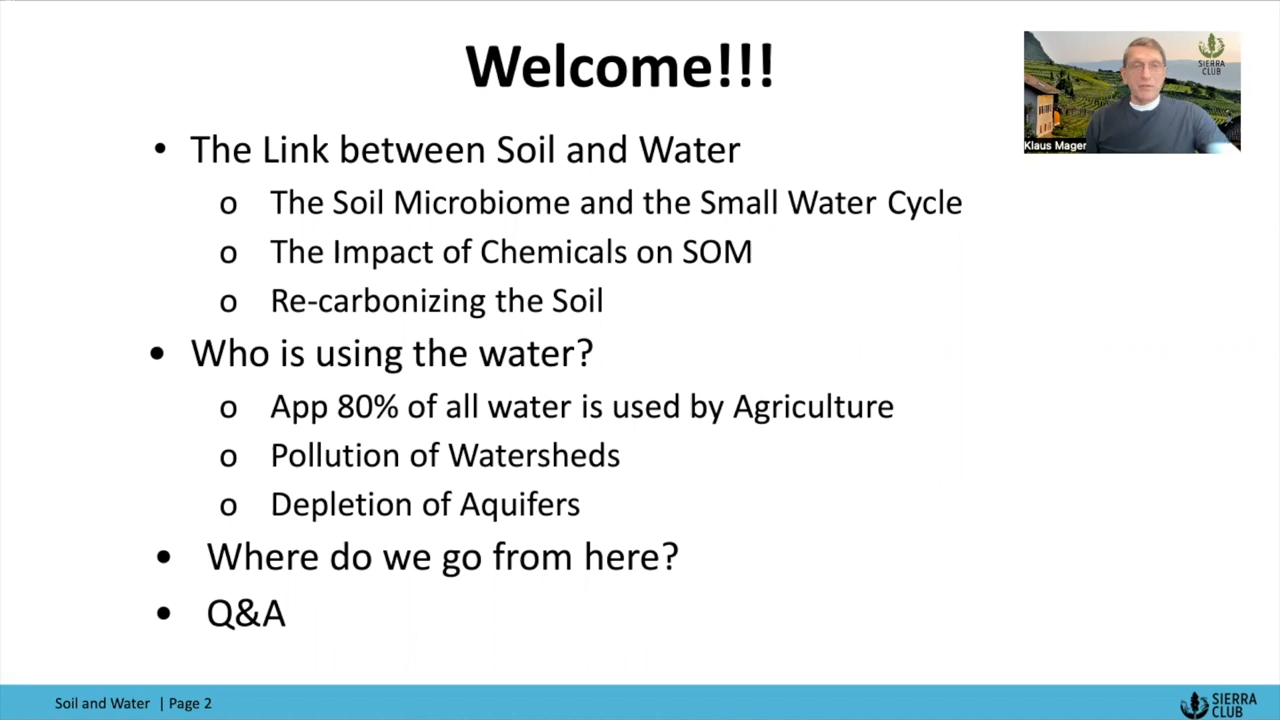 Welcome!!!
SIERRA
CLUB
Klaus Mager
• The Link between Soil and Water
o The Soil Microbiome and the Small Water Cycle
o The Impact of Chemicals on SOM
o Re-carbonizing the Soil
• Who is using the water?
o App 80% of all water is used by Agriculture
o Pollution of Watersheds
o Depletion of Aquifers
• Where do we go from here?
• Q&A
Soil and Water | Page 2
SIERRA
CLUB